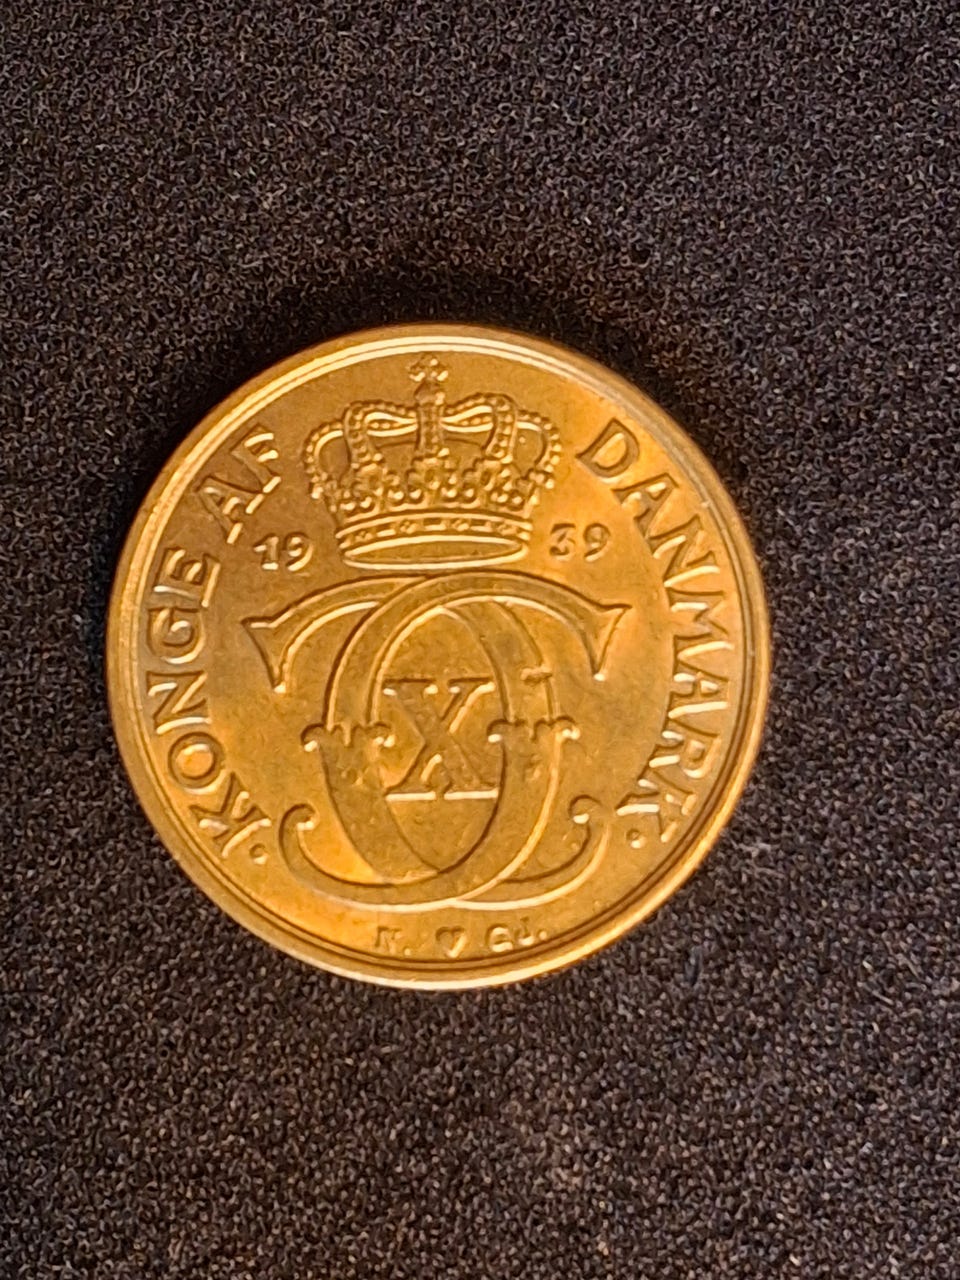 · KONGE AF DANMARK ·
19 39
X
N. ♥ GJ.